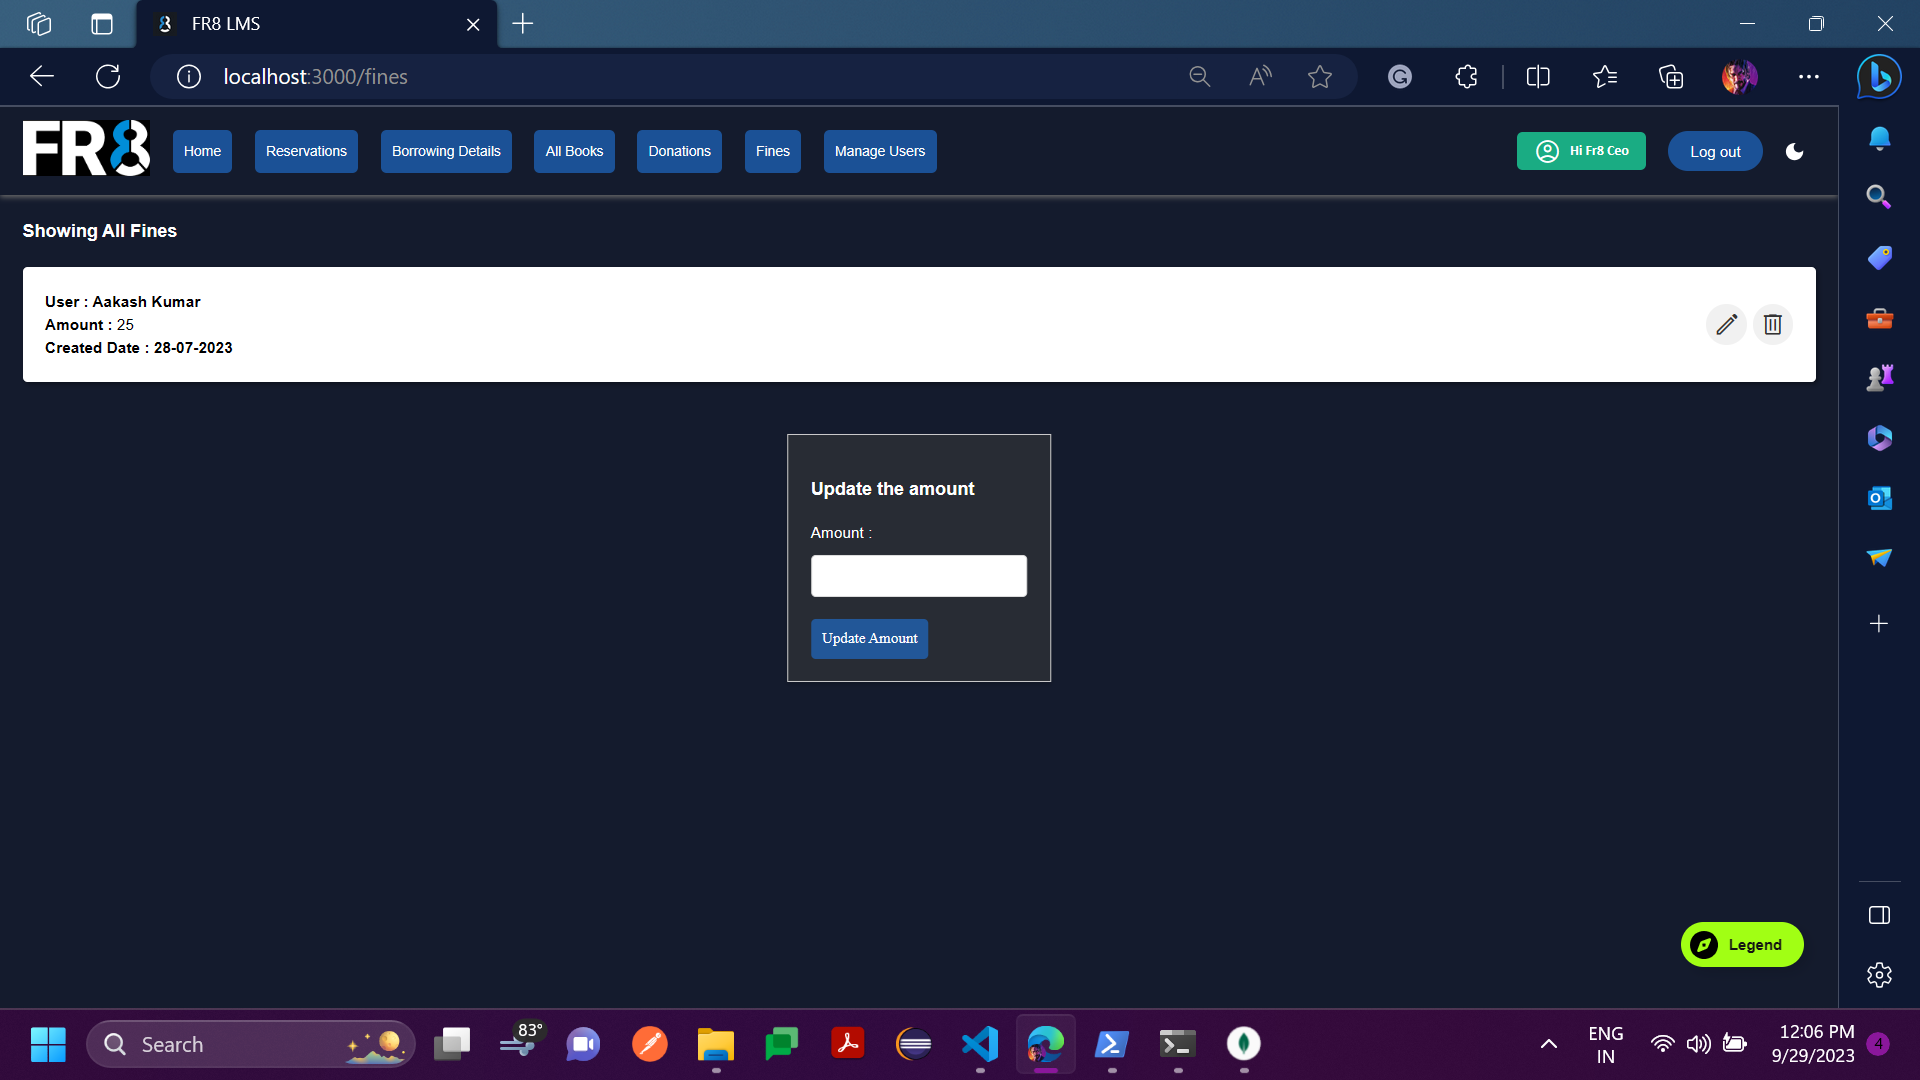 FR8 LMS
localhost:3000/fines
FR8
Home
Reservations
Borrowing Details
All Books
Donations
Fines
Manage Users
Hi Fr8 Ceo
Log out
Showing All Fines
User : Aakash Kumar
Amount : 25
Created Date : 28-07-2023
Update the amount
Amount :
Update Amount
Legend
Search
83°
ENG
IN
12:06 PM
9/29/2023
4